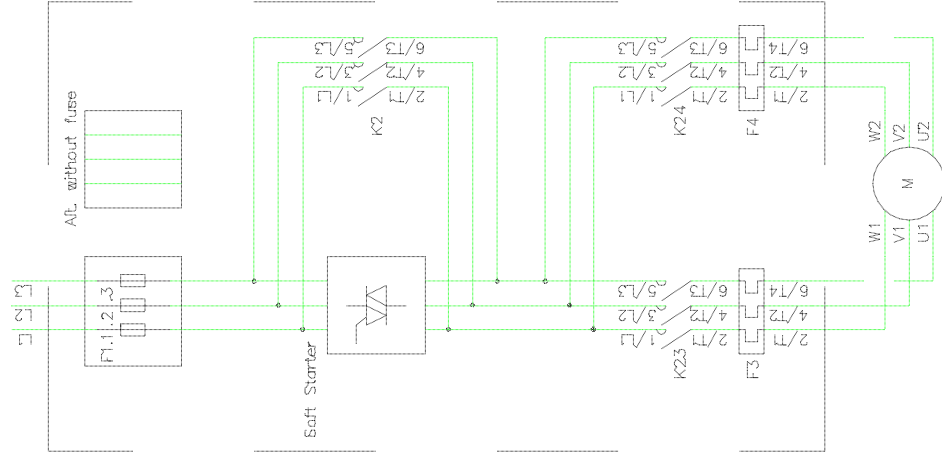 L3
L2
L1
F1.1..2..3
Alt without fuse
Soft Starter
5/L3
3/L2
1/L1
6/T3
4/T2
2/T1
K2
5/L3
3/L2
1/L1
6/T3
4/T2
2/T1
K24
F4
6/T4
4/T2
2/T1
5/L3
3/L2
1/L1
6/T3
4/T2
2/T1
K23
F3
6/T4
4/T2
2/T1
W2
V2
U2
M
W1
V1
U1